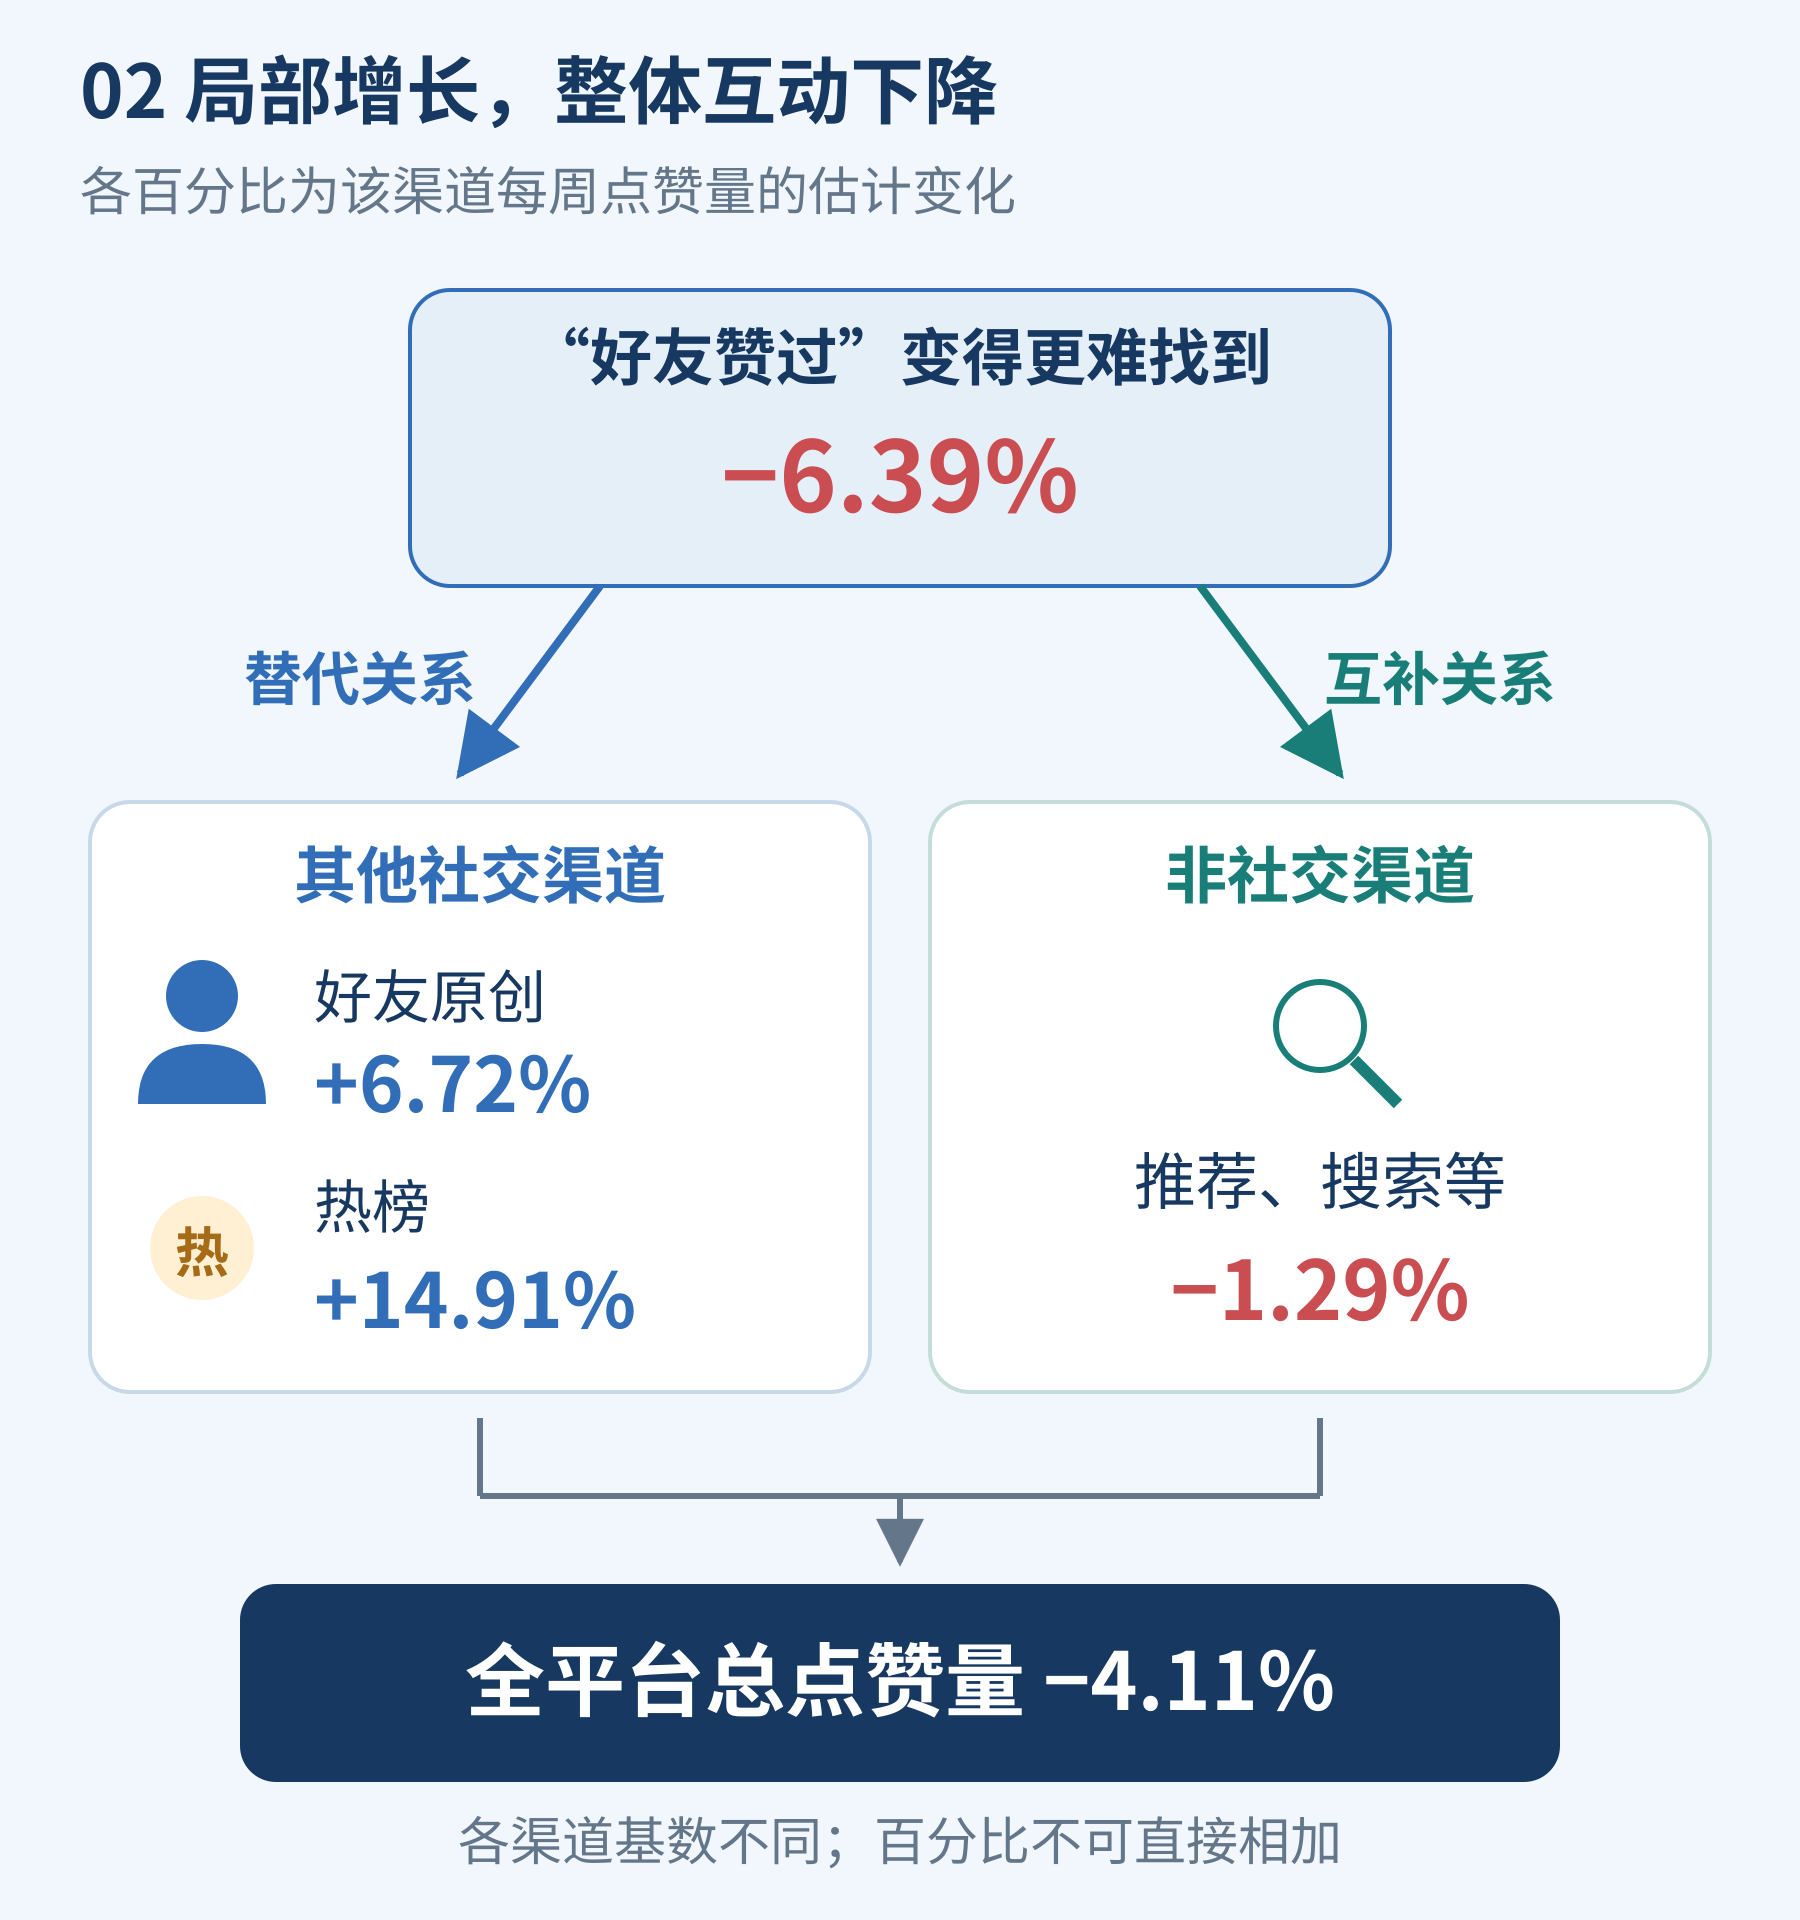 02 局部增长，整体互动下降
各百分比为该渠道每周点赞量的估计变化
“好友赞过”变得更难找到
−6.39%
替代关系
互补关系
其他社交渠道
好友原创
+6.72%
热
热榜
+14.91%
非社交渠道
推荐、搜索等
−1.29%
全平台总点赞量 −4.11%
各渠道基数不同；百分比不可直接相加